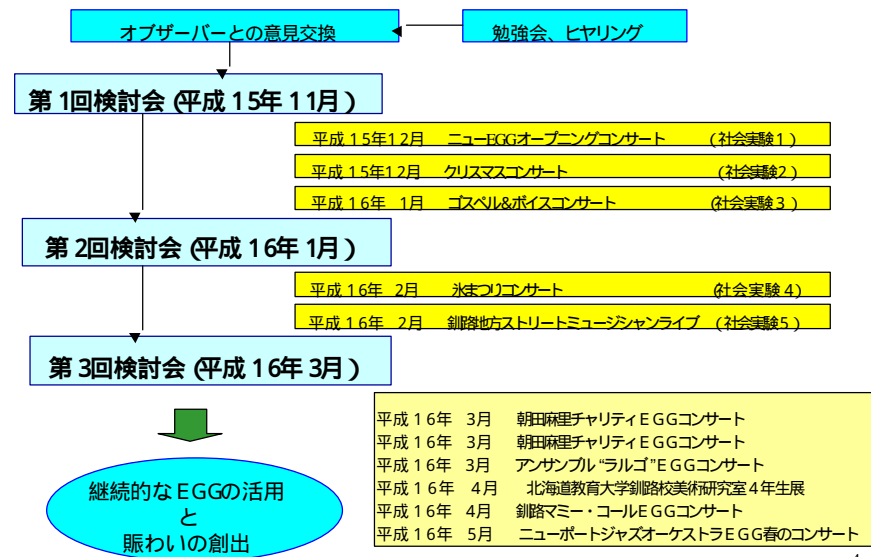 オブザーバーとの意見交換
勉強会、ヒヤリング
第1回検討会(平成15年11月)
平成15年12月 ニューEGGオープニングコンサート (社会実験1)
平成15年12月 クリスマスコンサート (社会実験2)
平成16年 1月 ゴスペル&ボイスコンサート (社会実験3)
第2回検討会(平成16年1月)
平成16年 2月 氷まつりコンサート (社会実験4)
平成16年 2月 釧路地方ストリートミュージシャンライブ (社会実験5)
第3回検討会(平成16年3月)
平成16年 3月 朝田麻里チャリティEGGコンサート
平成16年 3月 朝田麻里チャリティEGGコンサート
平成16年 3月 アンサンブル“ラルゴ”EGGコンサート
平成16年 4月 北海道教育大学釧路校美術研究室4年生展
平成16年 4月 釧路マミー・コールEGGコンサート
平成16年 5月 ニューポートジャズオーケストラEGG春のコンサート
継続的なEGGの活用
と
賑わいの創出